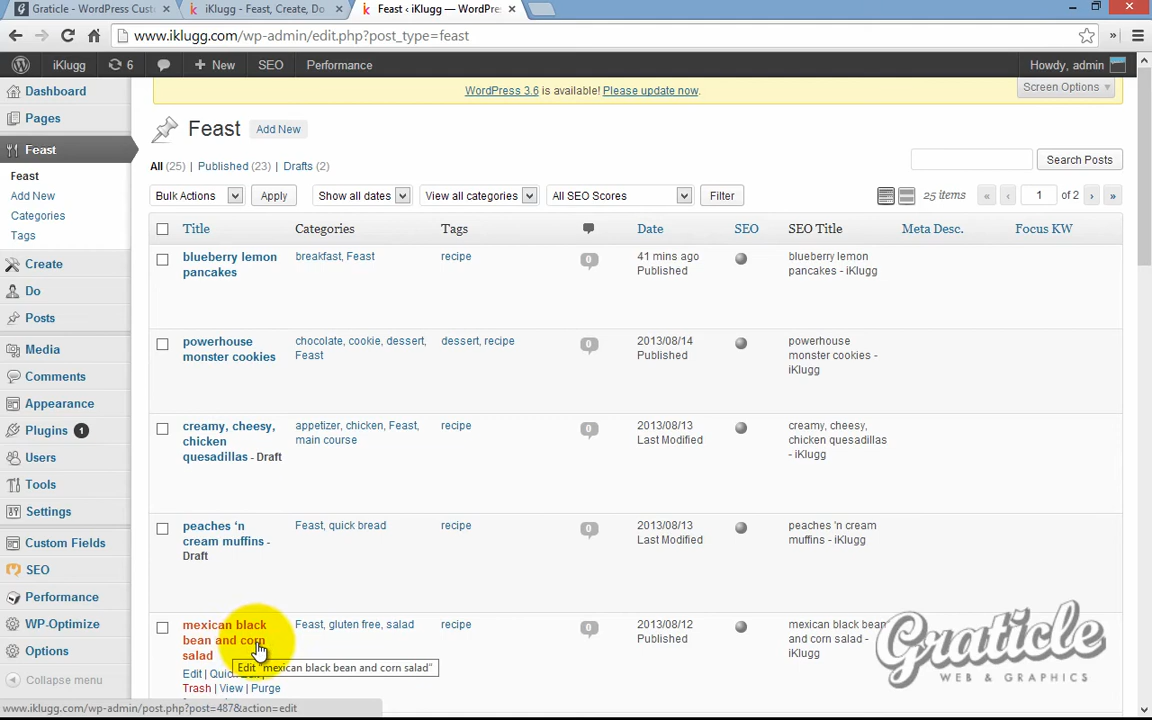 Graticle - WordPress Cust
iKlugg - Feast, Create, Do
Feast ‹ iKlugg — WordPre
www.iklugg.com/wp-admin/edit.php?post_type=feast
iKlugg 6 + New SEO Performance Howdy, admin
WordPress 3.6 is available! Please update now.
Screen Options
Dashboard
Pages
Feast
Feast
Add New
Categories
Tags
Create
Do
Posts
Media
Comments
Appearance
Plugins 1
Users
Tools
Settings
Custom Fields
SEO
Performance
WP-Optimize
Options
Collapse menu
Feast Add New
All (25) | Published (23) | Drafts (2)
Search Posts
Bulk Actions Apply Show all dates View all categories All SEO Scores Filter 25 items « ‹ 1 of 2 › »
Title Categories Tags Date SEO SEO Title Meta Desc. Focus KW
blueberry lemon
pancakes
breakfast, Feast
recipe
0
41 mins ago
Published
blueberry lemon
pancakes - iKlugg
powerhouse
monster cookies
chocolate, cookie, dessert,
Feast
dessert, recipe
0
2013/08/14
Published
powerhouse
monster cookies -
iKlugg
creamy, cheesy,
chicken
quesadillas - Draft
appetizer, chicken, Feast,
main course
recipe
0
2013/08/13
Last Modified
creamy, cheesy,
chicken quesadillas
- iKlugg
peaches ‘n
cream muffins -
Draft
Feast, quick bread
recipe
0
2013/08/13
Last Modified
peaches ‘n cream
muffins - iKlugg
mexican black
bean and corn
salad
Feast, gluten free, salad
recipe
0
2013/08/12
Published
mexican black bean
and corn salad -
iKlugg
Edit "mexican black bean and corn salad"
Edit | Quick Edit |
Trash | View | Purge
Graticle
WEB & GRAPHICS
www.iklugg.com/wp-admin/post.php?post=487&action=edit